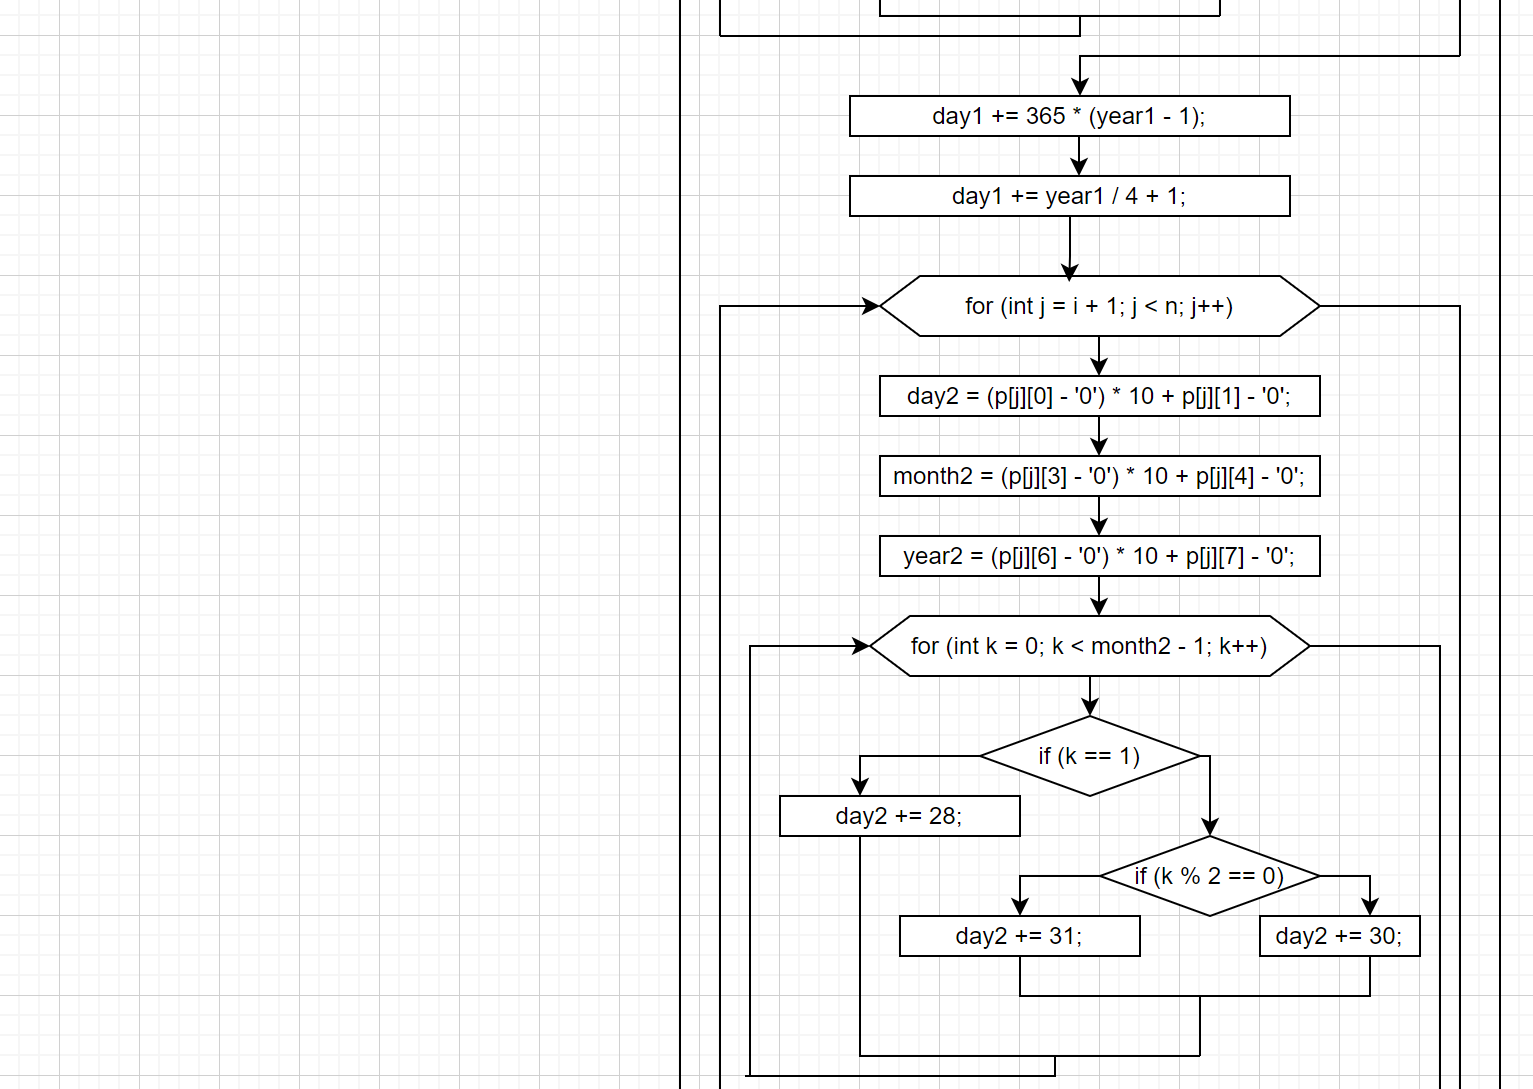 day1 += 365 * (year1 - 1);
day1 += year1 / 4 + 1;
for (int j = i + 1; j < n; j++)
day2 = (p[j][0] - '0') * 10 + p[j][1] - '0';
month2 = (p[j][3] - '0') * 10 + p[j][4] - '0';
year2 = (p[j][6] - '0') * 10 + p[j][7] - '0';
for (int k = 0; k < month2 - 1; k++)
if (k == 1)
day2 += 28;
if (k % 2 == 0)
day2 += 31;
day2 += 30;